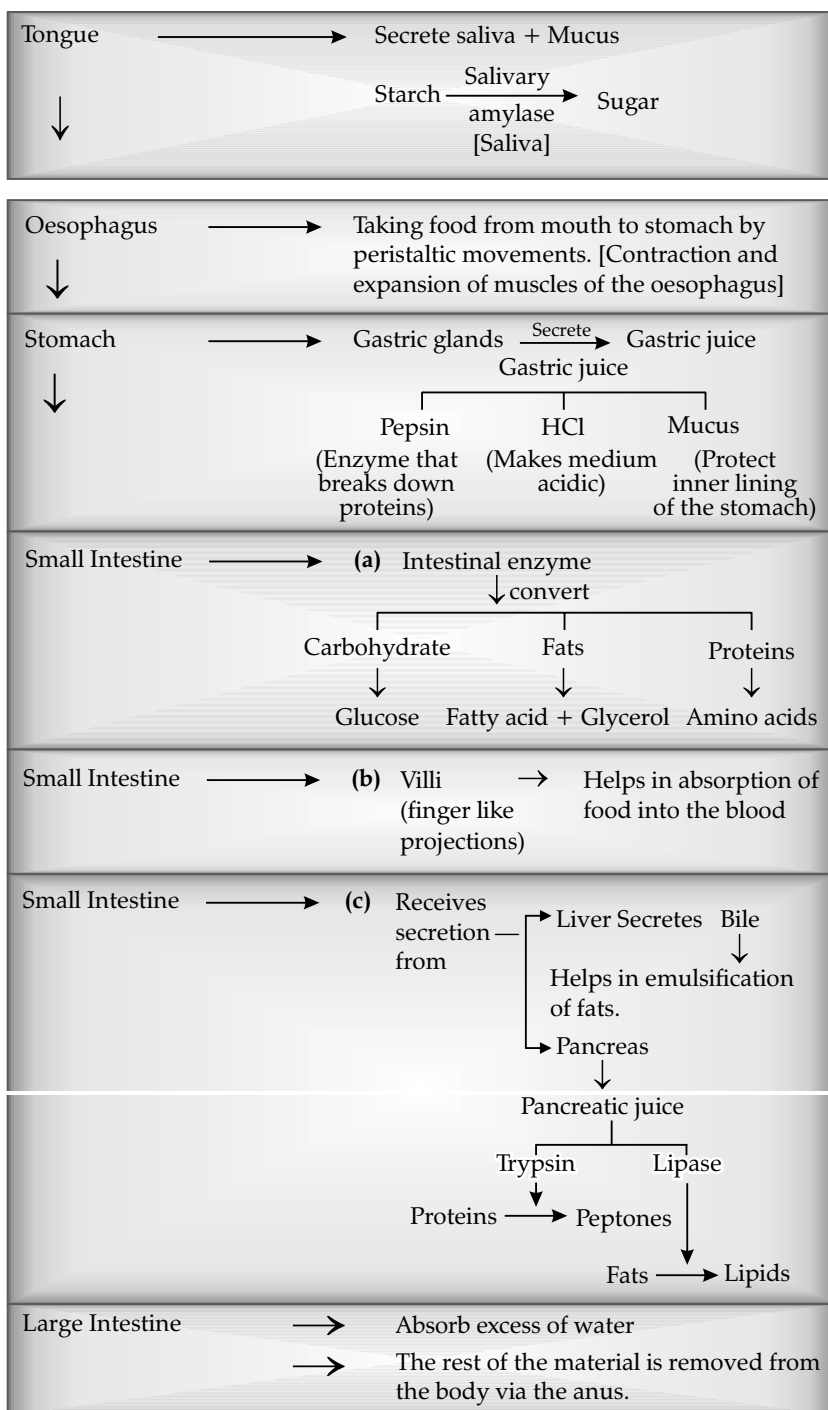 Tongue → Secrete saliva + Mucus
Starch → Sugar
Salivary
amylase
[Saliva]
↓
Oesophagus → Taking food from mouth to stomach by
peristaltic movements. [Contraction and
expansion of muscles of the oesophagus]
↓
Stomach → Gastric glands Secrete → Gastric juice
Gastric juice
↓
Pepsin HCl Mucus
(Enzyme that (Makes medium (Protect
breaks down acidic) inner lining
proteins) of the stomach)
Small Intestine → (a) Intestinal enzyme
↓ convert
Carbohydrate Fats Proteins
↓ ↓ ↓
Glucose Fatty acid + Glycerol Amino acids
Small Intestine → (b) Villi → Helps in absorption of
(finger like food into the blood
projections)
Small Intestine → (c) Receives
secretion
from
Liver Secretes Bile
↓
Helps in emulsification
of fats.
Pancreas
↓
Pancreatic juice
Trypsin Lipase
Proteins → Peptones
Fats → Lipids
Large Intestine → Absorb excess of water
→ The rest of the material is removed from
the body via the anus.